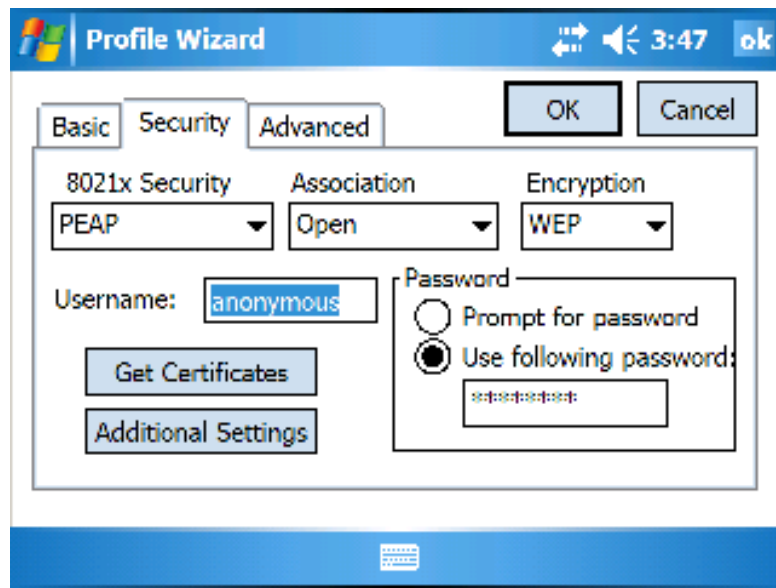 Profile Wizard 3:47 ok
OK Cancel
Basic Security Advanced
8021x Security Association Encryption
PEAP Open WEP
Username: anonymous
Password
Prompt for password
Use following password:
********
Get Certificates
Additional Settings